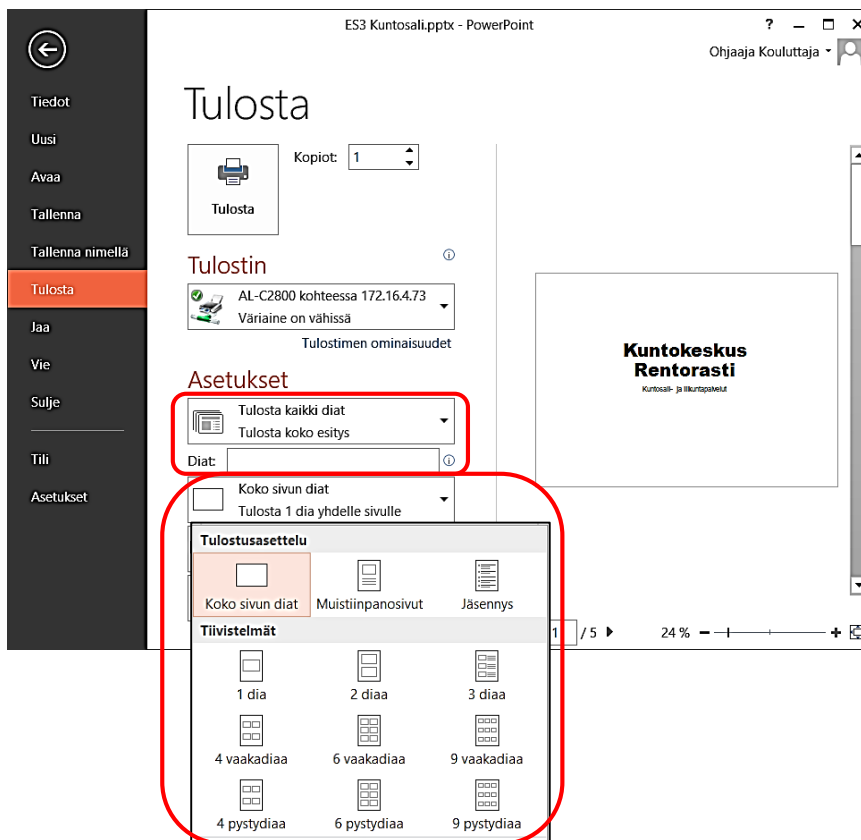 ES3 Kuntosali.pptx - PowerPoint
?
Ohjaaja Kouluttaja
Tiedot
Uusi
Avaa
Tallenna
Tallenna nimellä
Tulosta
Jaa
Vie
Sulje
Tili
Asetukset
Tulosta
Tulosta
Kopiot: 1
Tulostin
AL-C2800 kohteessa 172.16.4.73
Väriaine on vähissä
Tulostimen ominaisuudet
Asetukset
Tulosta kaikki diat
Tulosta koko esitys
Diat:
Koko sivun diat
Tulosta 1 dia yhdelle sivulle
Tulostusasettelu
Koko sivun diat Muistiinpanosivut Jäsennys
Tiivistelmät
1 dia 2 diaa 3 diaa
4 vaakadiaa 6 vaakadiaa 9 vaakadiaa
4 pystydiaa 6 pystydiaa 9 pystydiaa
Kuntokeskus
Rentorasti
Kuntosali- ja liikuntapalvelut
1 / 5
24 %